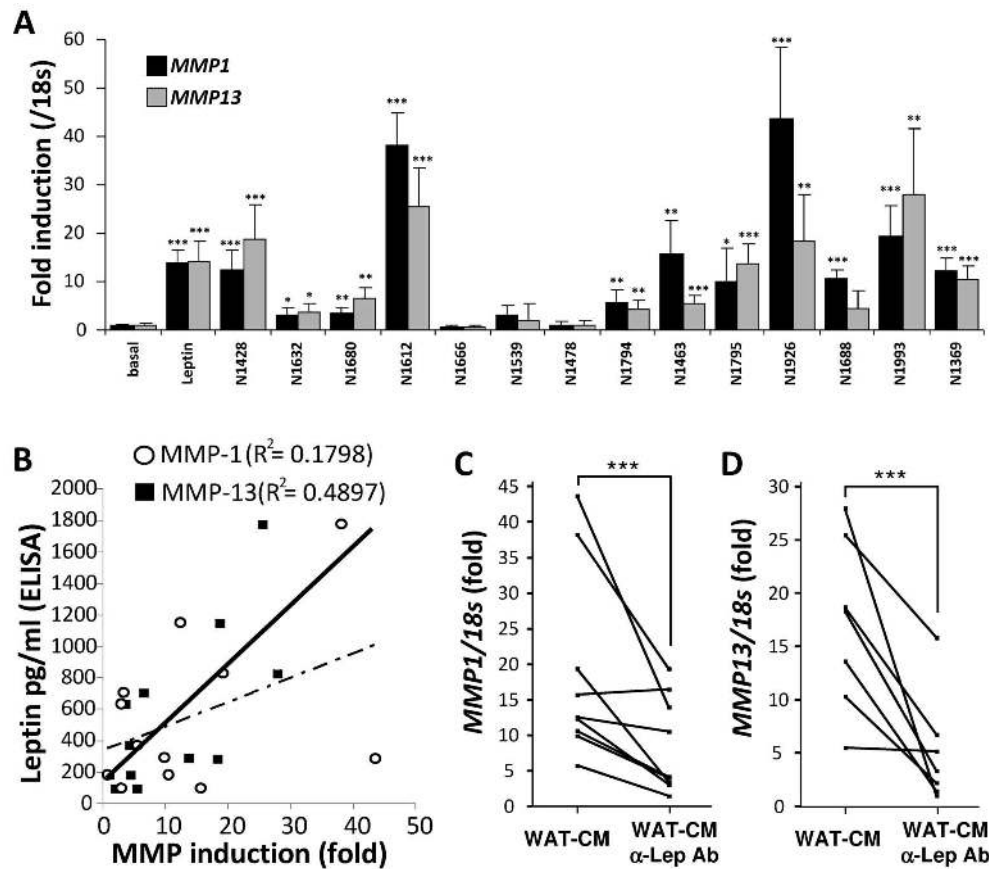 A
Fold induction (/18s)
60
50
40
30
20
10
0
MMP1
MMP13
*** *** *** *** * * ** ** *** *** ** ** ** *** * *** *** ** *** *** ** *** ***
basal Leptin N1428 N1632 N1680 N1612 N1666 N1539 N1478 N1794 N1463 N1795 N1926 N1688 N1993 N1369
B
MMP-1 (R²= 0.1798)
MMP-13(R²= 0.4897)
Leptin pg/ml (ELISA)
2000
1800
1600
1400
1200
1000
800
600
400
200
0
0 10 20 30 40 50
MMP induction (fold)
C
***
MMP1/18s (fold)
45
40
35
30
25
20
15
10
5
0
WAT-CM WAT-CM
α-Lep Ab
D
***
MMP13/18s (fold)
30
25
20
15
10
5
0
WAT-CM WAT-CM
α-Lep Ab